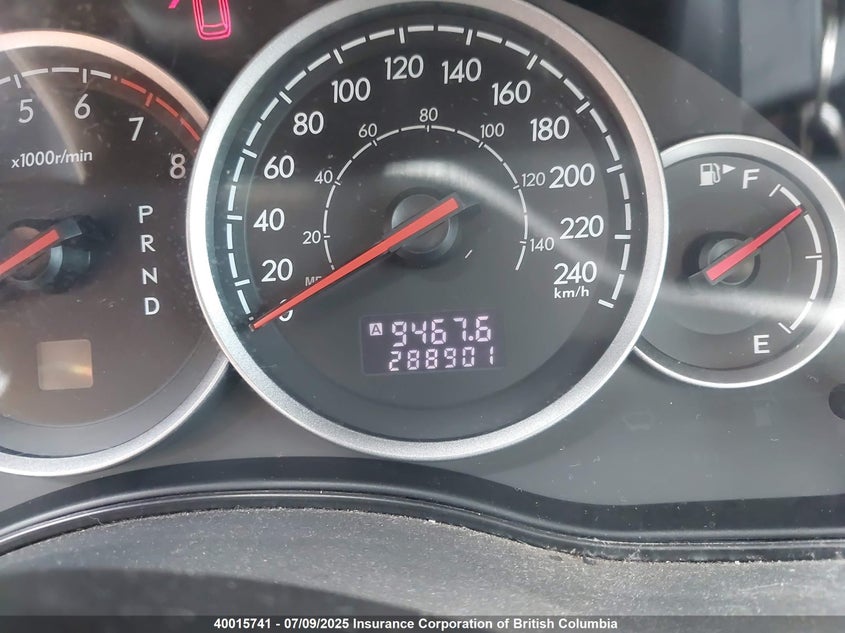 5 6 7 8
x1000r/min
P
R
N
D
0 20 40 60 80 100 120 140 160 180 200 220 240
km/h
20 40 60 80 100 120 140
A 9467.6
288901
F
E
40015741 - 07/09/2025 Insurance Corporation of British Columbia